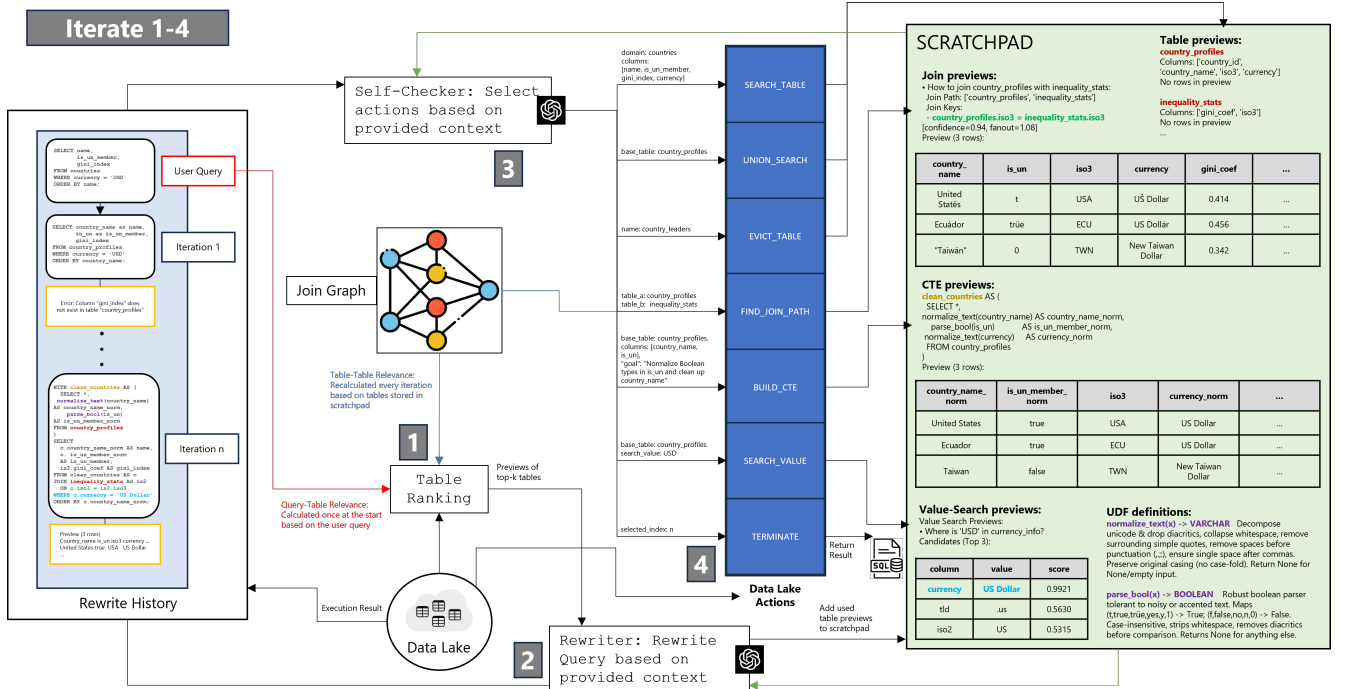 Iterate 1-4
SELECT name,
is_un_member,
gini_index
FROM countries
WHERE currency = 'USD'
ORDER BY name;
User Query
SELECT country_name as name,
in_un as is_un_member,
gini_index
FROM country_profiles
WHERE currency = 'USD'
ORDER BY country_name;
Iteration 1
Error: Column "gini_index" does
not exist in table "country_profiles"
WITH clean_countries AS (
SELECT *,
normalize_text(country_name)
AS country_name_norm,
parse_bool(is_un)
AS is_un_member_norm
FROM country_profiles
)
SELECT
c.country_name_norm AS name,
c. is_un_member_norm
AS is_un_member,
is2.gini_coef AS gini_index
FROM clean_countries AS c
JOIN inequality_stats AS is2
ON c.iso3 = is2.iso3
WHERE c.currency = 'US Dollar'
ORDER BY c.country_name_norm;
Iteration n
Preview (3 rows)
Country_name is_un iso3 currency ...
United States true USA US Dollar
...
Rewrite History
Self-Checker: Select
actions based on
provided context
3
Join Graph
Table-Table Relevance:
Recalculated every iteration
based on tables stored in
scratchpad
1
Table
Ranking
Previews of
top-k tables
Query-Table Relevance:
Calculated once at the start
based on the user query
Execution Result
Data Lake
2
Rewriter: Rewrite
Query based on
provided context
Add used
table previews
to scratchpad
domain: countries
columns:
[name, is_un_member,
gini_index, currency]
base_table: country_profiles
name: country_leaders
table_a: country_profiles
table_b: inequality_stats
base_table: country_profiles,
columns: [country_name,
is_un],
"goal": "Normalize Boolean
types in is_un and clean up
country_name"
base_table: country_profiles
search_value: USD
selected_index: n
4
SEARCH_TABLE
UNION_SEARCH
EVICT_TABLE
FIND_JOIN_PATH
BUILD_CTE
SEARCH_VALUE
TERMINATE
Data Lake
Actions
Return
Result
SQL
SCRATCHPAD
Table previews:
country_profiles
Columns: ['country_id',
'country_name', 'iso3', 'currency']
No rows in preview
inequality_stats
Columns: ['gini_coef', 'iso3']
No rows in preview
...
Join previews:
• How to join country_profiles with inequality_stats:
Join Path: ['country_profiles', 'inequality_stats']
Join Keys:
- country_profiles.iso3 = inequality_stats.iso3
[confidence=0.94, fanout=1.08]
Preview (3 rows):
country_ name is_un iso3 currency gini_coef ...
United Statēs t USA UŠ Dollar 0.414 ...
Ecuádor trüe ECU US Dollár 0.456 ...
"Taiwán" 0 TWN New Taiwan Dollar 0.342 ...
CTE previews:
clean_countries AS (
SELECT *,
normalize_text(country_name) AS country_name_norm,
parse_bool(is_un) AS is_un_member_norm,
normalize_text(currency) AS currency_norm
FROM country_profiles
)
Preview (3 rows):
country_name_ norm is_un_member_ norm iso3 currency_norm ...
United States true USA US Dollar ...
Ecuador true ECU US Dollar ...
Taiwan false TWN New Taiwan Dollar ...
Value-Search previews:
Value Search Previews:
• Where is 'USD' in currency_info?
Candidates (Top 3):
column value score
currency US Dollar 0.9921
tld .us 0.5630
iso2 US 0.5315
UDF definitions:
normalize_text(x) -> VARCHAR Decompose
unicode & drop diacritics, collapse whitespace, remove
surrounding simple quotes, remove spaces before
punctuation (.,;:), ensure single space after commas.
Preserve original casing (no case-fold). Return None for
None/empty input.
parse_bool(x) -> BOOLEAN Robust boolean parser
tolerant to noisy or accented text. Maps
(t,true,trüe,yes,y,1) -> True; (f,false,no,n,0) -> False.
Case-insensitive, strips whitespace, removes diacritics
before comparison. Returns None for anything else.